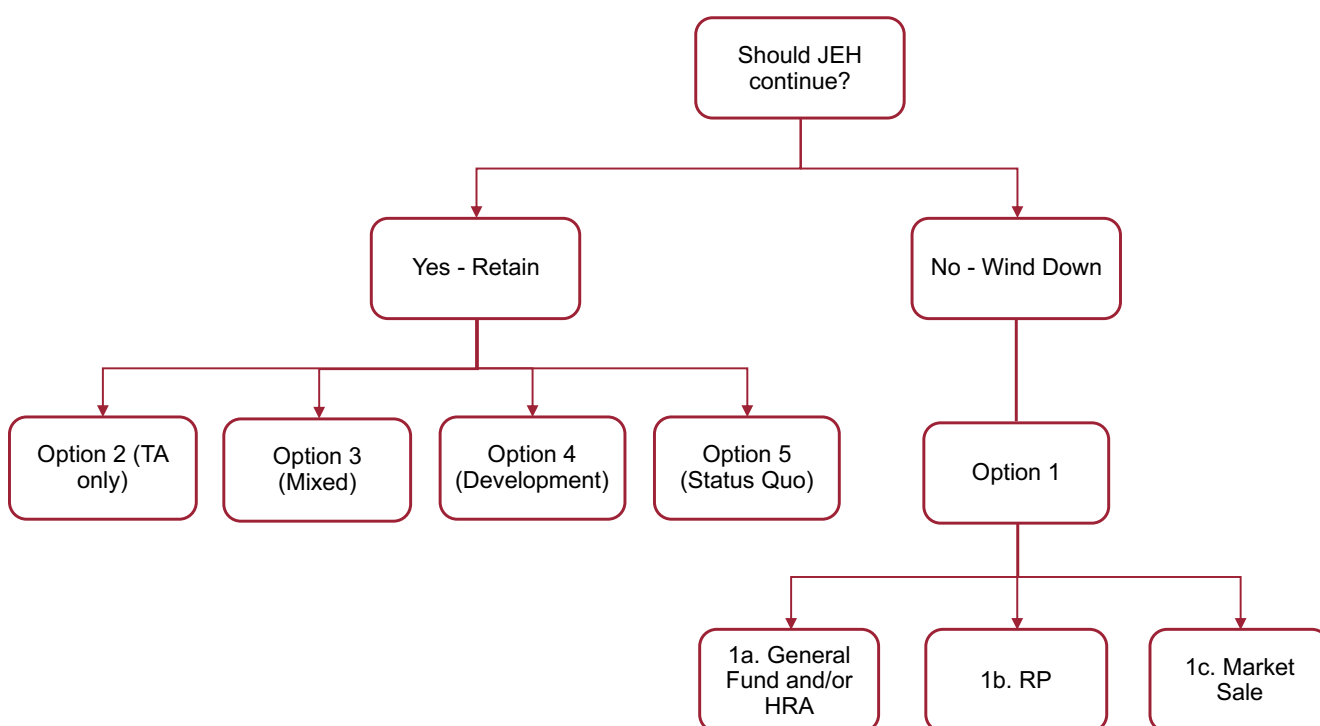 Should JEH
continue?
Yes - Retain
No - Wind Down
Option 2 (TA
only)
Option 3
(Mixed)
Option 4
(Development)
Option 5
(Status Quo)
Option 1
1a. General
Fund and/or
HRA
1b. RP
1c. Market
Sale